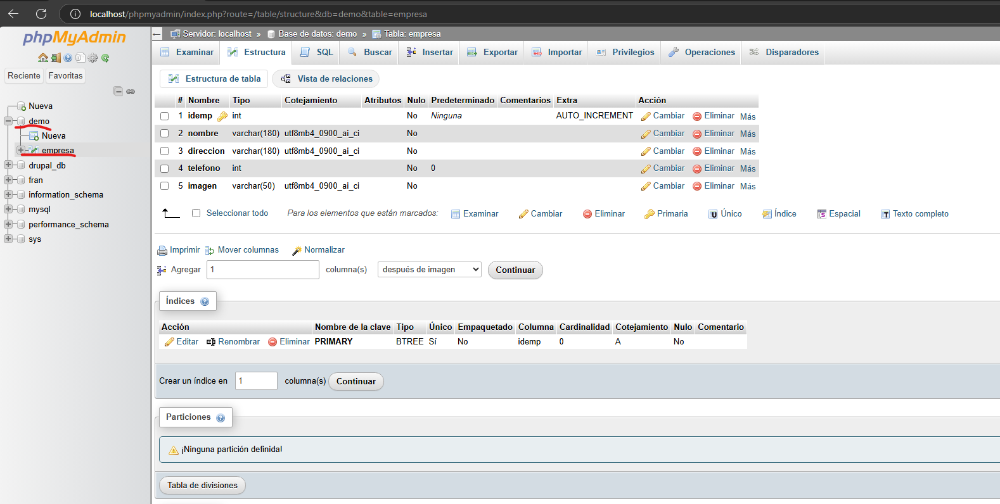 localhost/phpmyadmin/index.php?route=/table/structure&db=demo&table=empresa
phpMyAdmin
Reciente Favoritas
Nueva
demo
Nueva
empresa
drupal_db
fran
information_schema
mysql
performance_schema
sys
Servidor: localhost » Base de datos: demo » Tabla: empresa
Examinar Estructura SQL Buscar Insertar Exportar Importar Privilegios Operaciones Disparadores
Estructura de tabla Vista de relaciones
# Nombre Tipo Cotejamiento Atributos Nulo Predeterminado Comentarios Extra Acción
1 idemp int No Ninguna AUTO_INCREMENT Cambiar Eliminar Más
2 nombre varchar(180) utf8mb4_0900_ai_ci No Cambiar Eliminar Más
3 direccion varchar(180) utf8mb4_0900_ai_ci No Cambiar Eliminar Más
4 telefono int No 0 Cambiar Eliminar Más
5 imagen varchar(50) utf8mb4_0900_ai_ci No Cambiar Eliminar Más
Seleccionar todo Para los elementos que están marcados: Examinar Cambiar Eliminar Primaria Único Índice Espacial Texto completo
Imprimir Mover columnas Normalizar
Agregar 1 columna(s) después de imagen Continuar
Índices
Acción Nombre de la clave Tipo Único Empaquetado Columna Cardinalidad Cotejamiento Nulo Comentario
Editar Renombrar Eliminar PRIMARY BTREE Sí No idemp 0 A No
Crear un índice en 1 columna(s) Continuar
Particiones
¡Ninguna partición definida!
Tabla de divisiones